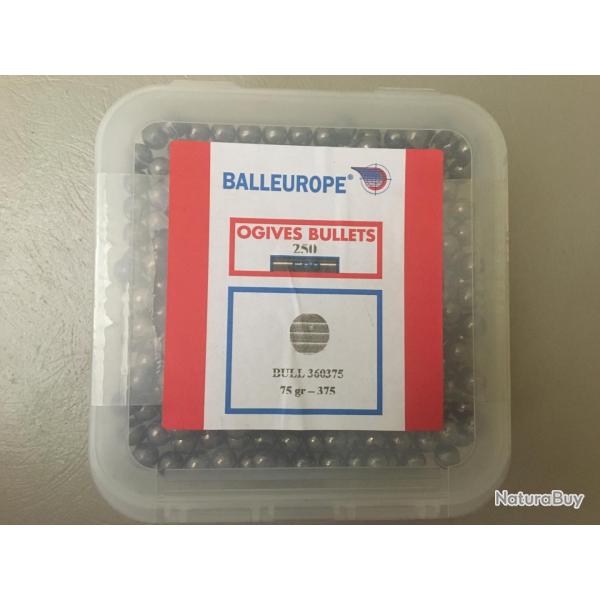 BALLEUROPE®
OGIVES BULLETS
250
BULL 360375
75 gr – 375
NaturaBuy